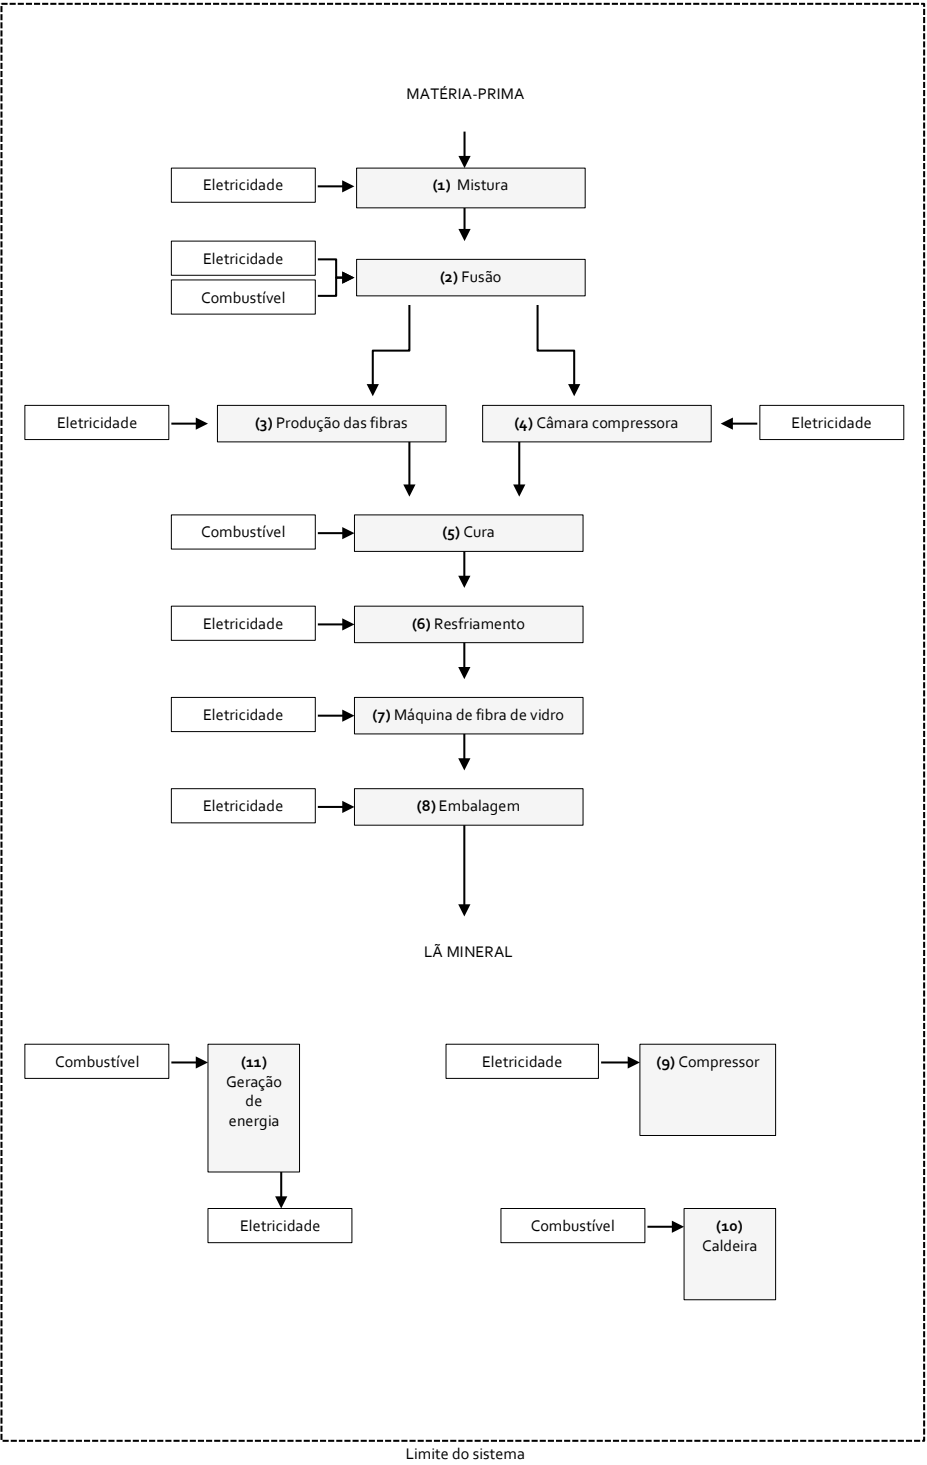 MATÉRIA-PRIMA
Eletricidade
(1) Mistura
Eletricidade
Combustível
(2) Fusão
Eletricidade
(3) Produção das fibras
(4) Câmara compressora
Eletricidade
Combustível
(5) Cura
Eletricidade
(6) Resfriamento
Eletricidade
(7) Máquina de fibra de vidro
Eletricidade
(8) Embalagem
LÃ MINERAL
Combustível
(11)
Geração
de
energia
Eletricidade
Eletricidade
(9) Compressor
Combustível
(10)
Caldeira
Limite do sistema